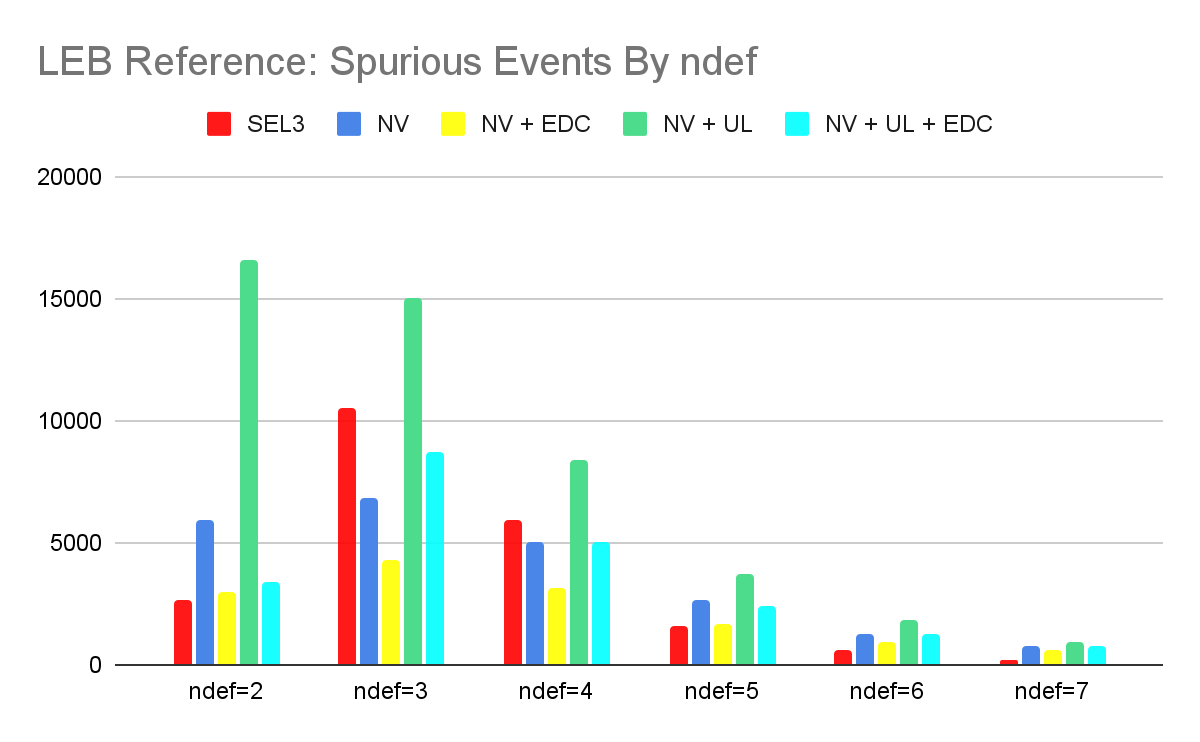 LEB Reference: Spurious Events By ndef
SEL3 NV NV + EDC NV + UL NV + UL + EDC
20000
15000
10000
5000
0
ndef=2 ndef=3 ndef=4 ndef=5 ndef=6 ndef=7